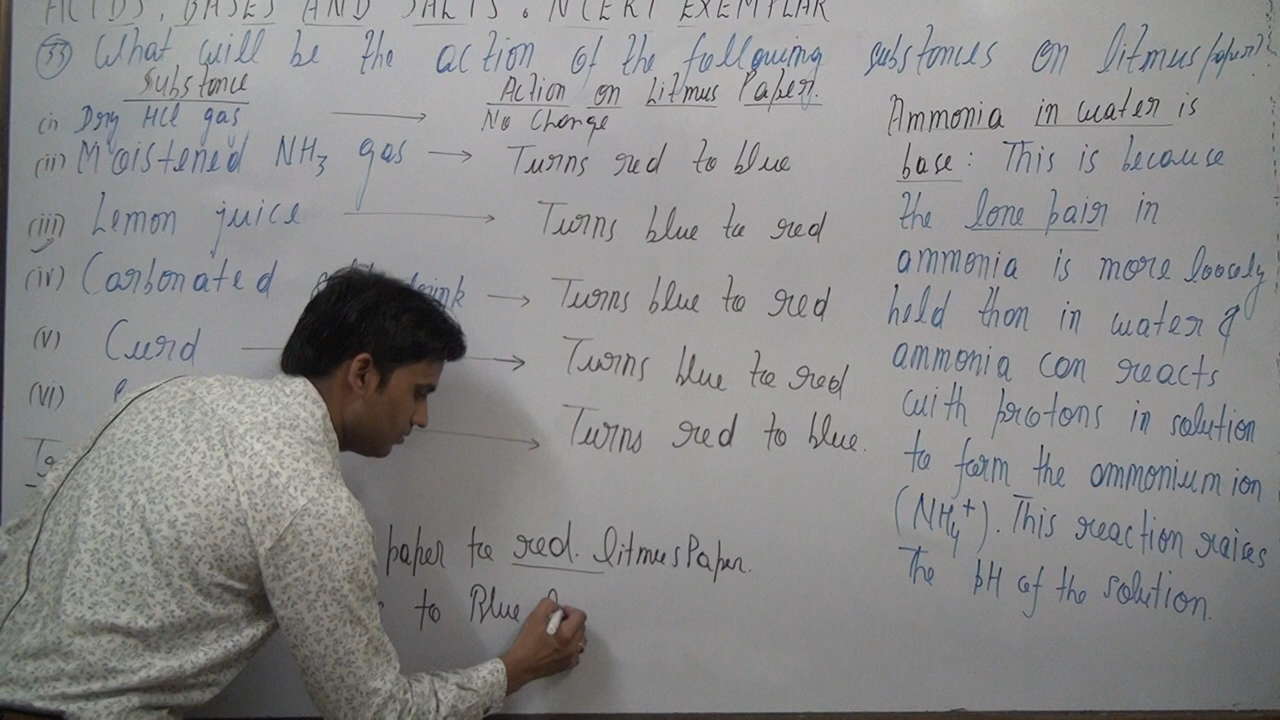 ACIDS, BASES AND SALTS. NCERT EXEMPLAR
(33) What will be the action of the following substances on litmus paper?
Substance Action on Litmus Paper.
(i) Dry HCl gas → No Change
(ii) Moistened NH3 gas → Turns red to blue
(iii) Lemon juice → Turns blue to red
(iv) Carbonated drink → Turns blue to red
(V) Curd → Turns blue to red
(VI) → Turns red to blue.
paper to red. litmus Paper.
to Blue
Ammonia in water is
base: This is because
the lone pair in
ammonia is more loosely
held than in water &
ammonia can reacts
with protons in solution
to form the ammonium ion
(NH4+). This reaction raises
The pH of the solution.